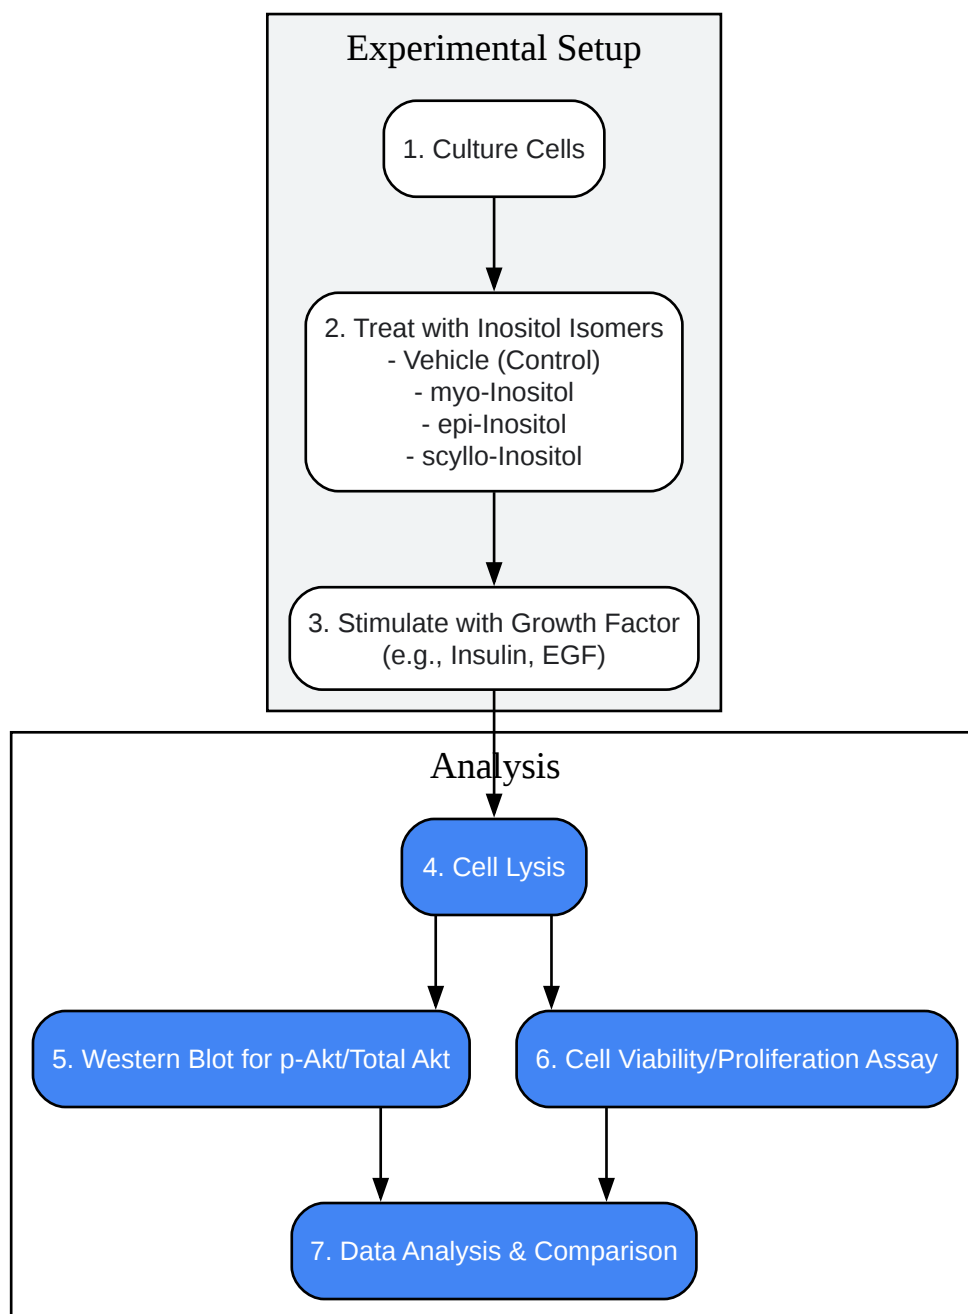 Experimental Setup
1. Culture Cells
2. Treat with Inositol Isomers
- Vehicle (Control)
- myo-Inositol
- epi-Inositol
- scyllo-Inositol
3. Stimulate with Growth Factor
(e.g., Insulin, EGF)
Analysis
4. Cell Lysis
5. Western Blot for p-Akt/Total Akt
6. Cell Viability/Proliferation Assay
7. Data Analysis & Comparison